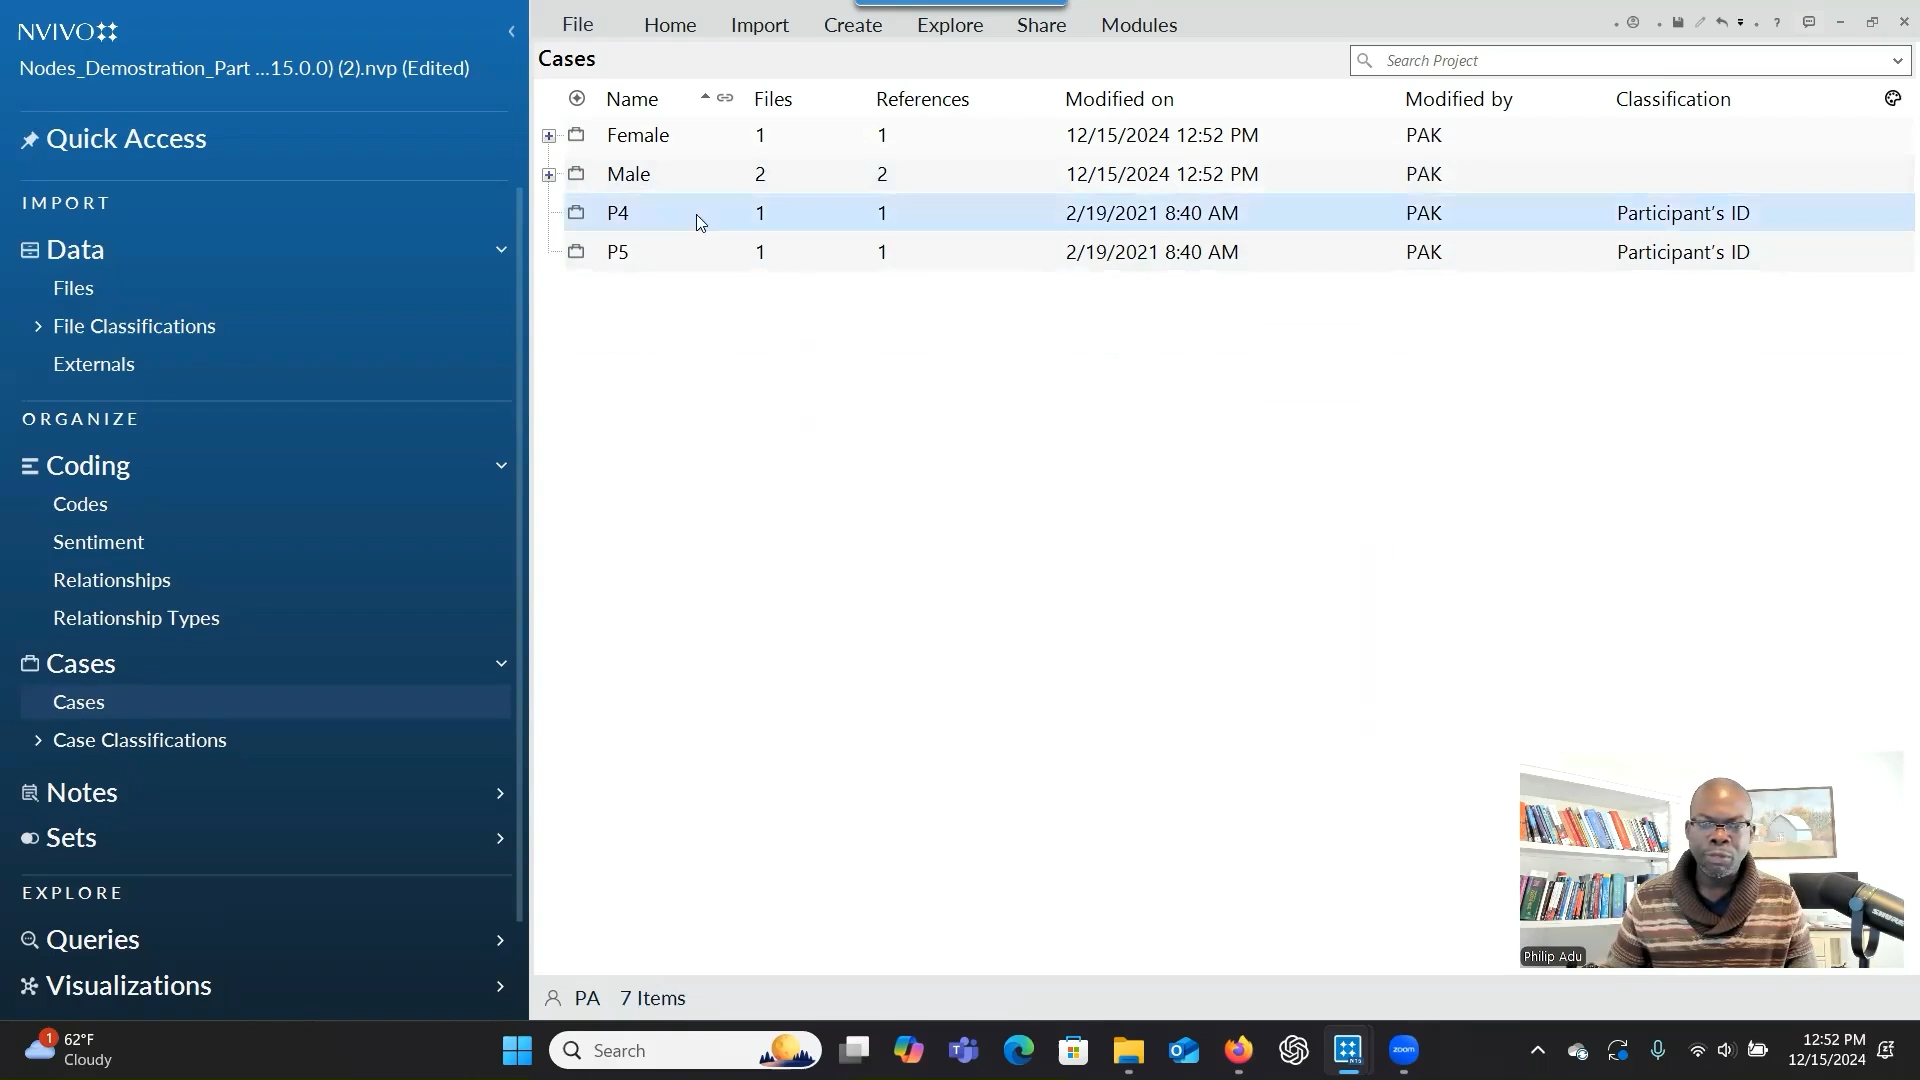 NVIVO
Nodes_Demostration_Part ...15.0.0) (2).nvp (Edited)
Quick Access
IMPORT
Data
Files
File Classifications
Externals
ORGANIZE
Coding
Codes
Sentiment
Relationships
Relationship Types
Cases
Cases
Case Classifications
Notes
Sets
EXPLORE
Queries
Visualizations
File Home Import Create Explore Share Modules
Cases
Search Project
Name Files References Modified on Modified by Classification
Female 1 1 12/15/2024 12:52 PM PAK
Male 2 2 12/15/2024 12:52 PM PAK
P4 1 1 2/19/2021 8:40 AM PAK Participant's ID
P5 1 1 2/19/2021 8:40 AM PAK Participant's ID
SHURE
Philip Adu
PA 7 Items
1
62°F
Cloudy
Search
zoom
12:52 PM
12/15/2024